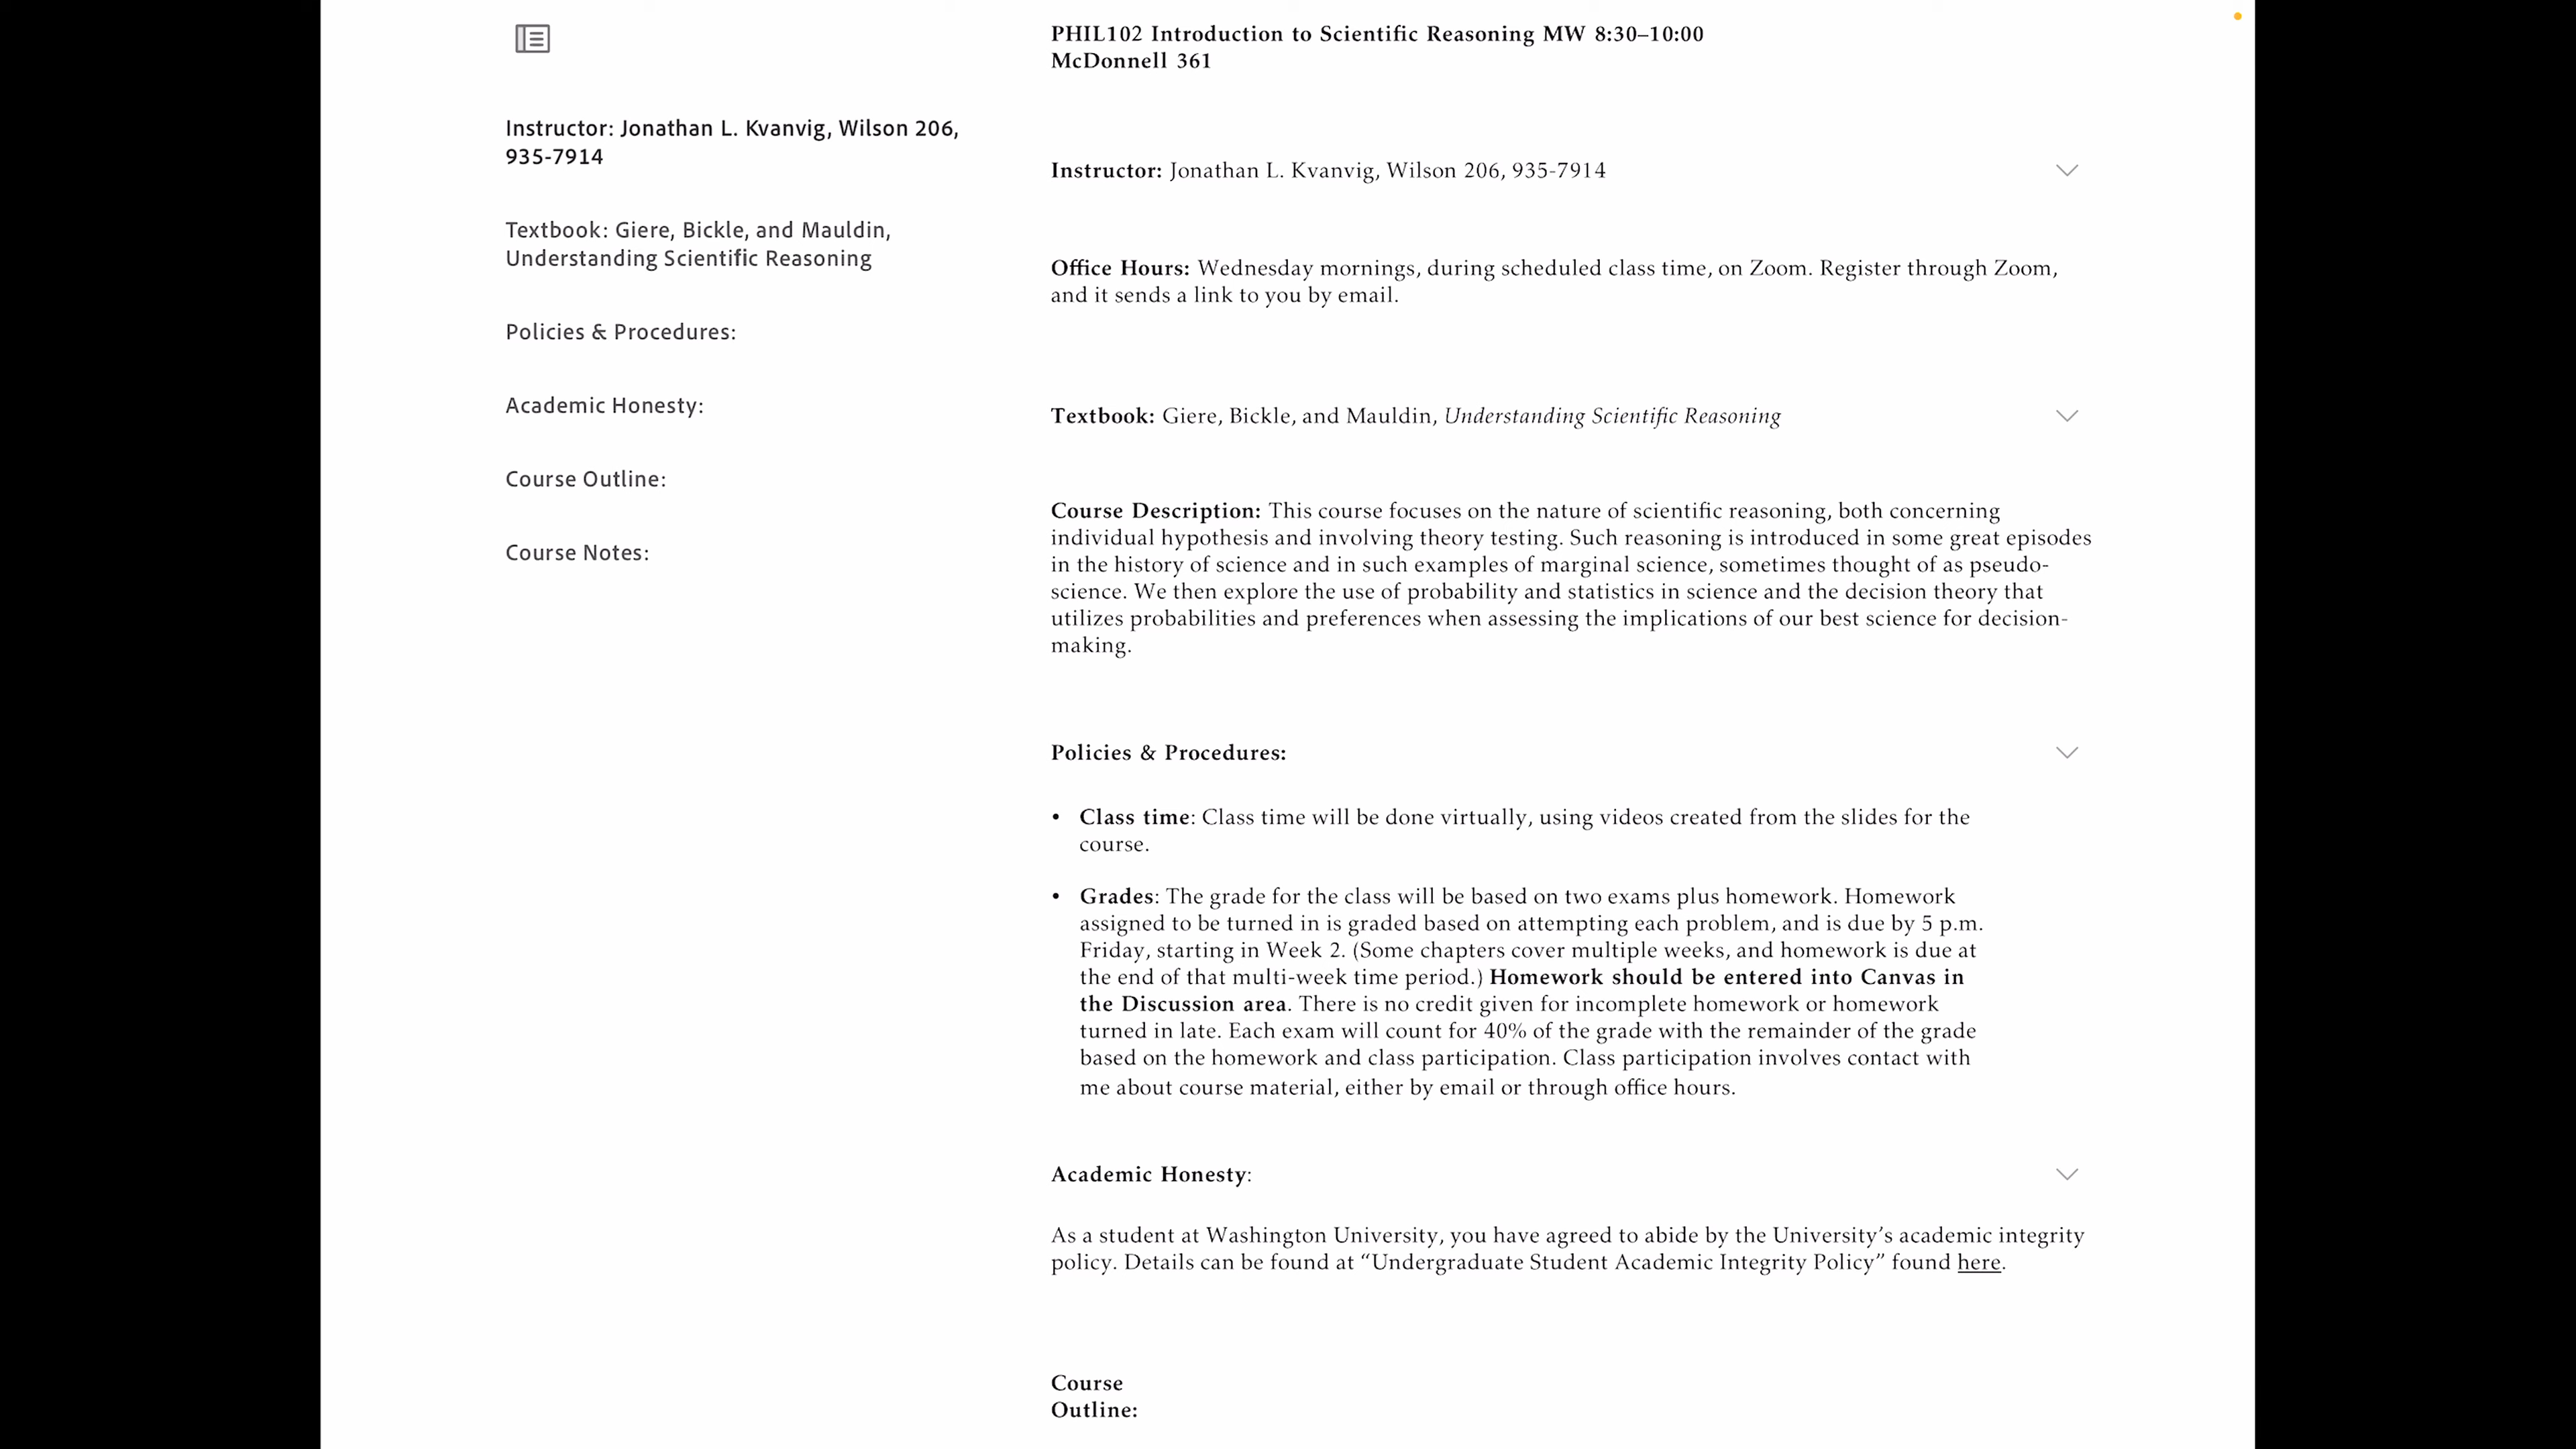 PHIL102 Introduction to Scientific Reasoning MW 8:30–10:00
McDonnell 361
Instructor: Jonathan L. Kvanvig, Wilson 206,
935-7914
Textbook: Giere, Bickle, and Mauldin,
Understanding Scientific Reasoning
Policies & Procedures:
Academic Honesty:
Course Outline:
Course Notes:
Instructor: Jonathan L. Kvanvig, Wilson 206, 935-7914
Office Hours: Wednesday mornings, during scheduled class time, on Zoom. Register through Zoom,
and it sends a link to you by email.
Textbook: Giere, Bickle, and Mauldin, Understanding Scientific Reasoning
Course Description: This course focuses on the nature of scientific reasoning, both concerning
individual hypothesis and involving theory testing. Such reasoning is introduced in some great episodes
in the history of science and in such examples of marginal science, sometimes thought of as pseudo-
science. We then explore the use of probability and statistics in science and the decision theory that
utilizes probabilities and preferences when assessing the implications of our best science for decision-
making.
Policies & Procedures:
• Class time: Class time will be done virtually, using videos created from the slides for the
course.
• Grades: The grade for the class will be based on two exams plus homework. Homework
assigned to be turned in is graded based on attempting each problem, and is due by 5 p.m.
Friday, starting in Week 2. (Some chapters cover multiple weeks, and homework is due at
the end of that multi-week time period.) Homework should be entered into Canvas in
the Discussion area. There is no credit given for incomplete homework or homework
turned in late. Each exam will count for 40% of the grade with the remainder of the grade
based on the homework and class participation. Class participation involves contact with
me about course material, either by email or through office hours.
Academic Honesty:
As a student at Washington University, you have agreed to abide by the University’s academic integrity
policy. Details can be found at “Undergraduate Student Academic Integrity Policy” found here.
Course
Outline: